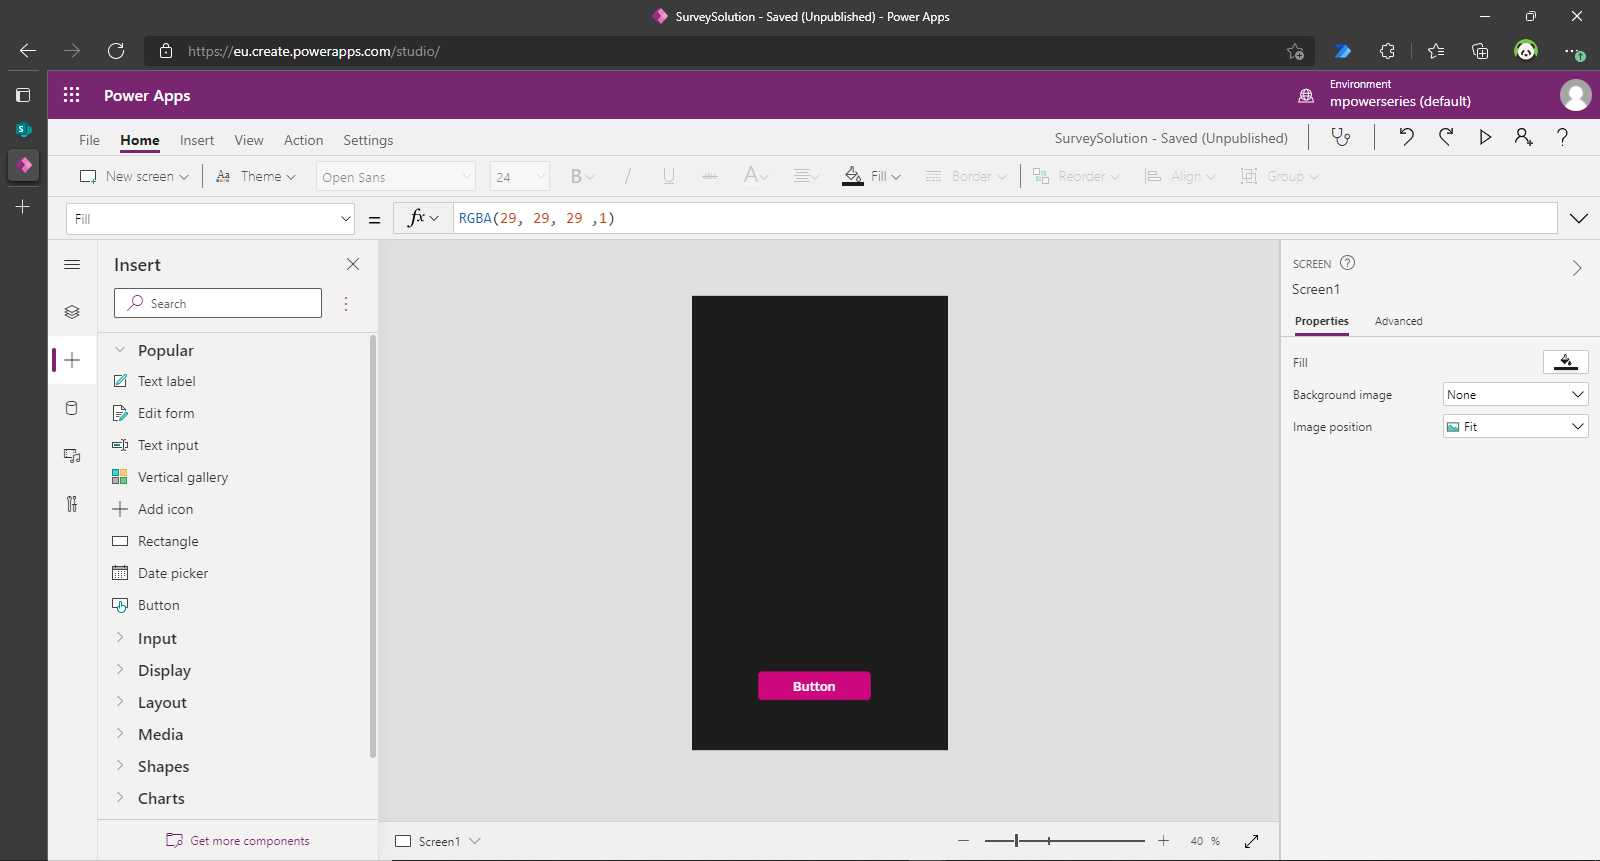 SurveySolution - Saved (Unpublished) - Power Apps
https://eu.create.powerapps.com/studio/
Power Apps
Environment
mpowerseries (default)
File Home Insert View Action Settings
SurveySolution - Saved (Unpublished)
New screen Theme Open Sans 24 B / U abc A Fill Border Reorder Align Group
Fill = fx RGBA(29, 29, 29 ,1)
Insert
Search
Popular
Text label
Edit form
Text input
Vertical gallery
Add icon
Rectangle
Date picker
Button
Input
Display
Layout
Media
Shapes
Charts
Get more components
Button
Screen1
40 %
SCREEN
Screen1
Properties Advanced
Fill
Background image None
Image position Fit